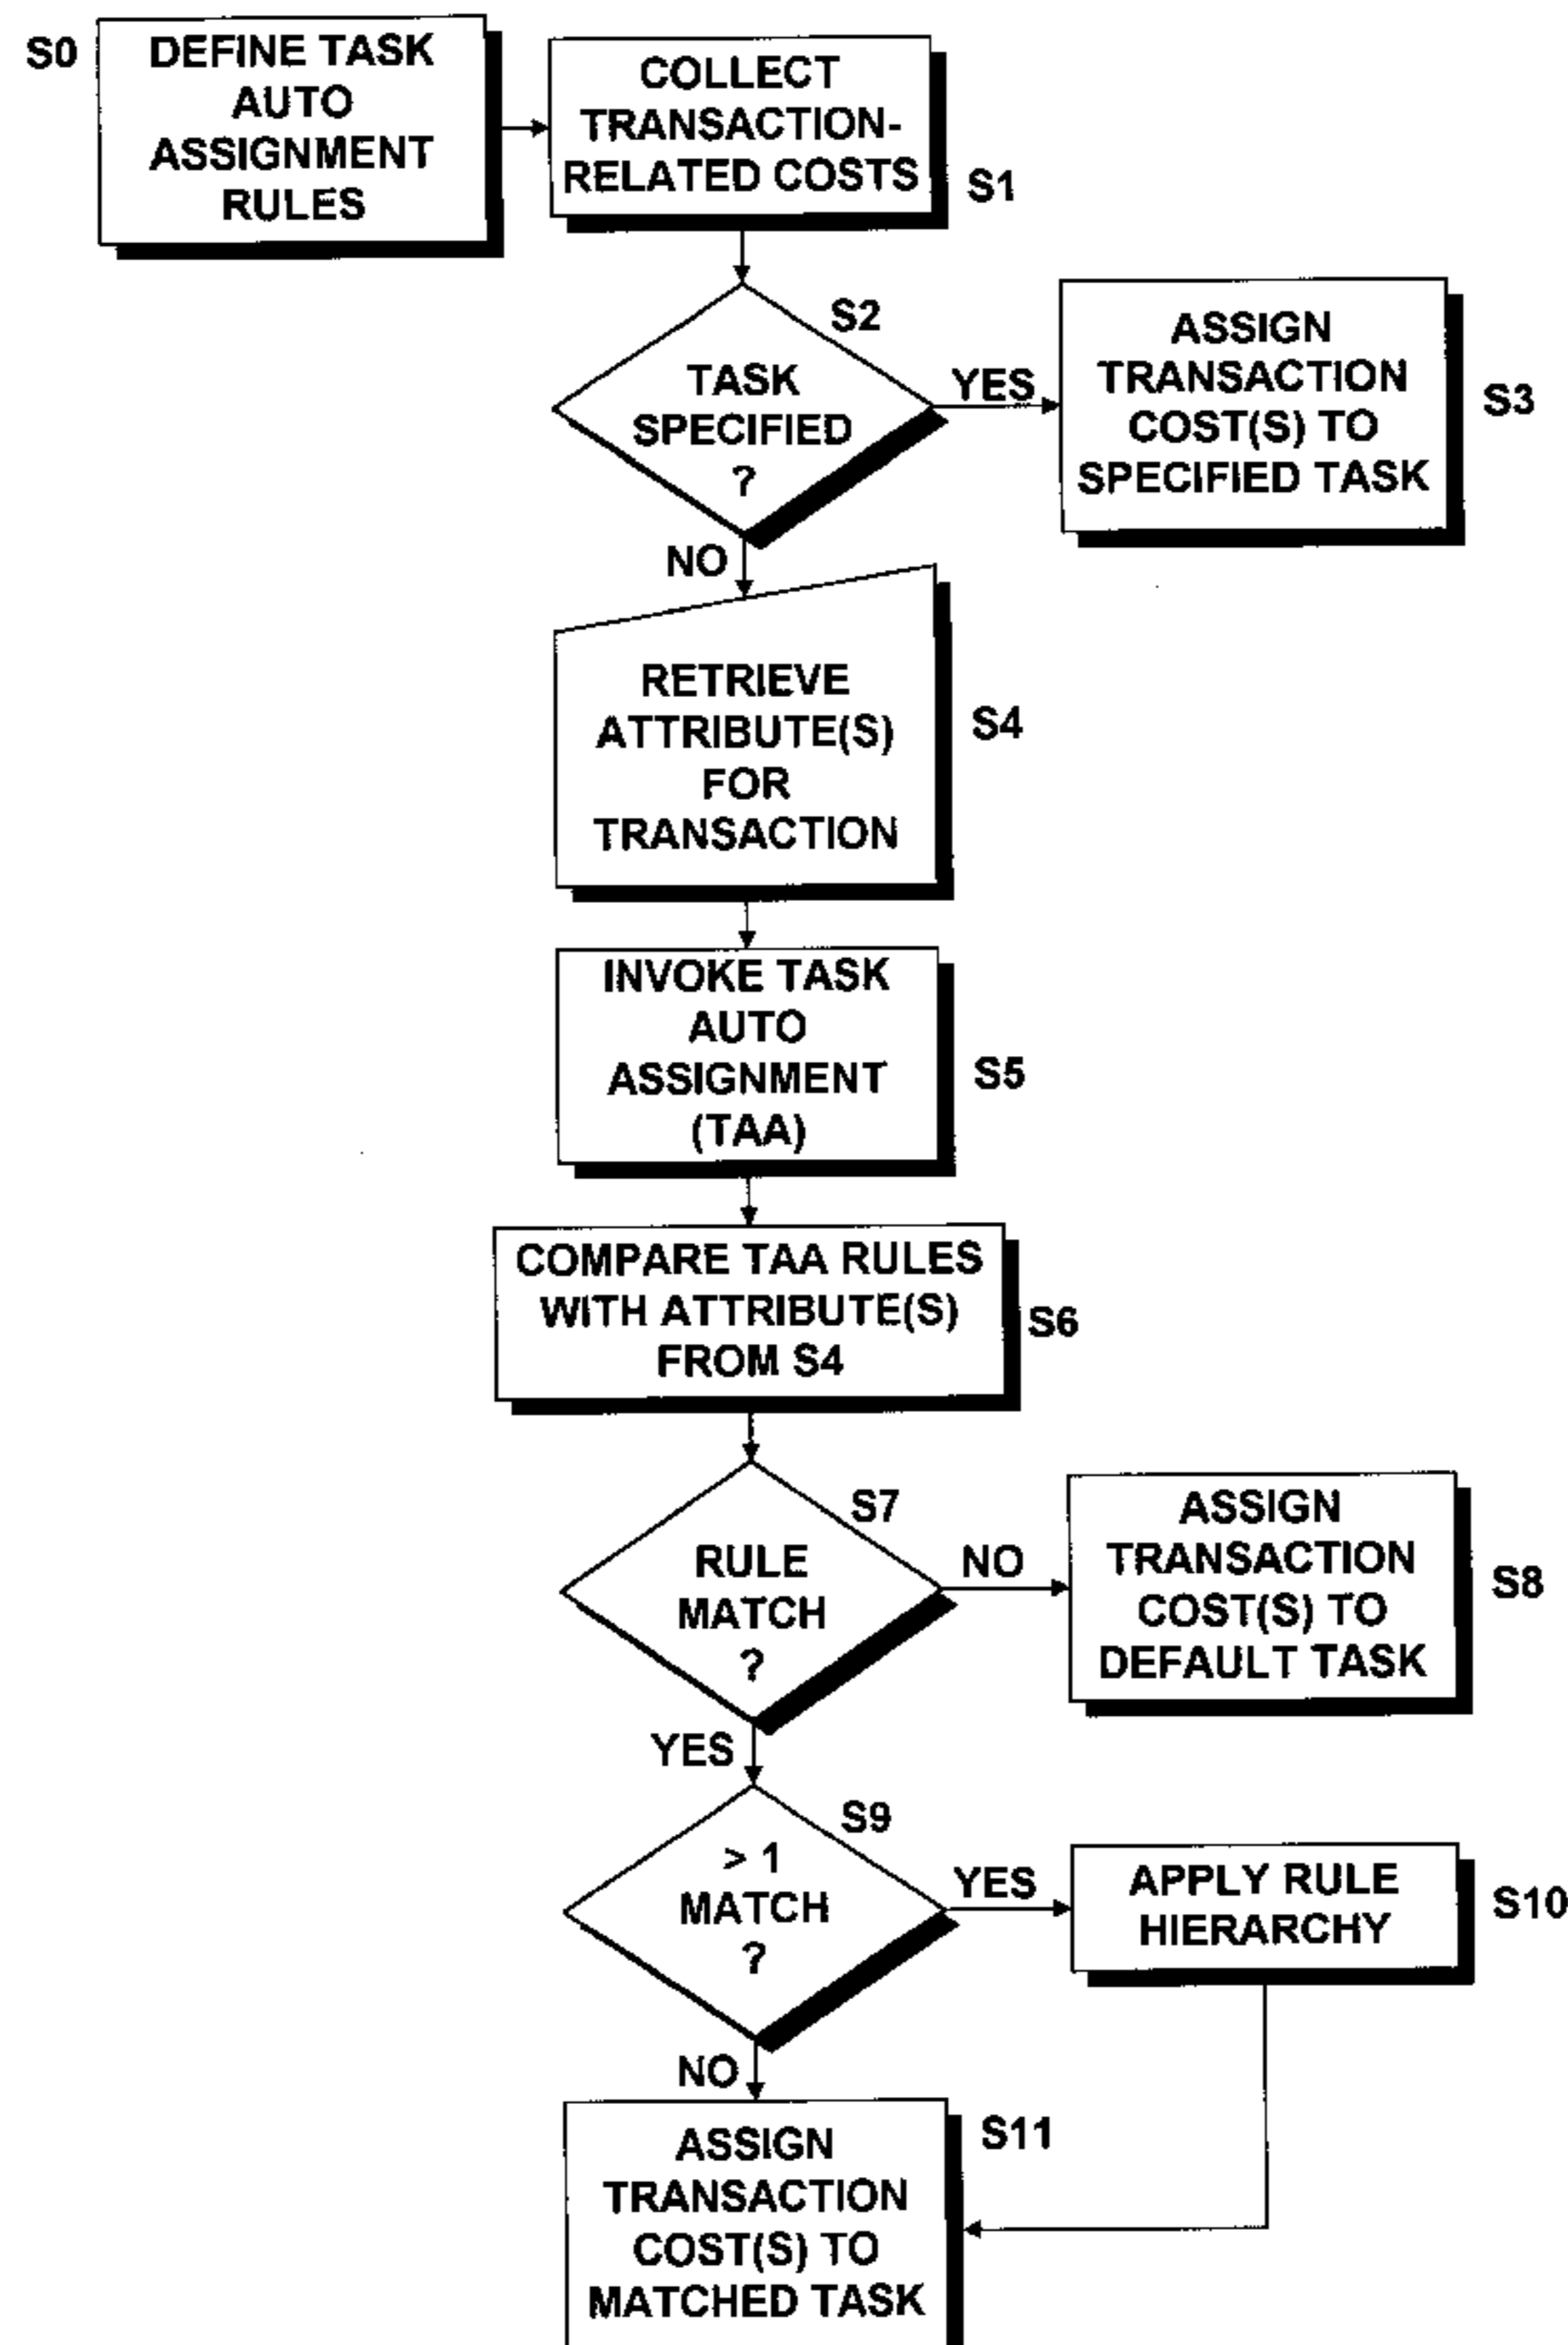 S0
DEFINE TASK
AUTO
ASSIGNMENT
RULES
COLLECT
TRANSACTION-
RELATED COSTS
S1
S2
TASK
SPECIFIED
?
YES
ASSIGN
TRANSACTION
COST(S) TO
SPECIFIED TASK
S3
NO
RETRIEVE
ATTRIBUTE(S)
FOR
TRANSACTION
S4
INVOKE TASK
AUTO
ASSIGNMENT
(TAA)
S5
COMPARE TAA RULES
WITH ATTRIBUTE(S)
FROM S4
S6
S7
RULE
MATCH
?
NO
ASSIGN
TRANSACTION
COST(S) TO
DEFAULT TASK
S8
YES
S9
> 1
MATCH
?
YES
APPLY RULE
HIERARCHY
S10
NO
ASSIGN
TRANSACTION
COST(S) TO
MATCHED TASK
S11